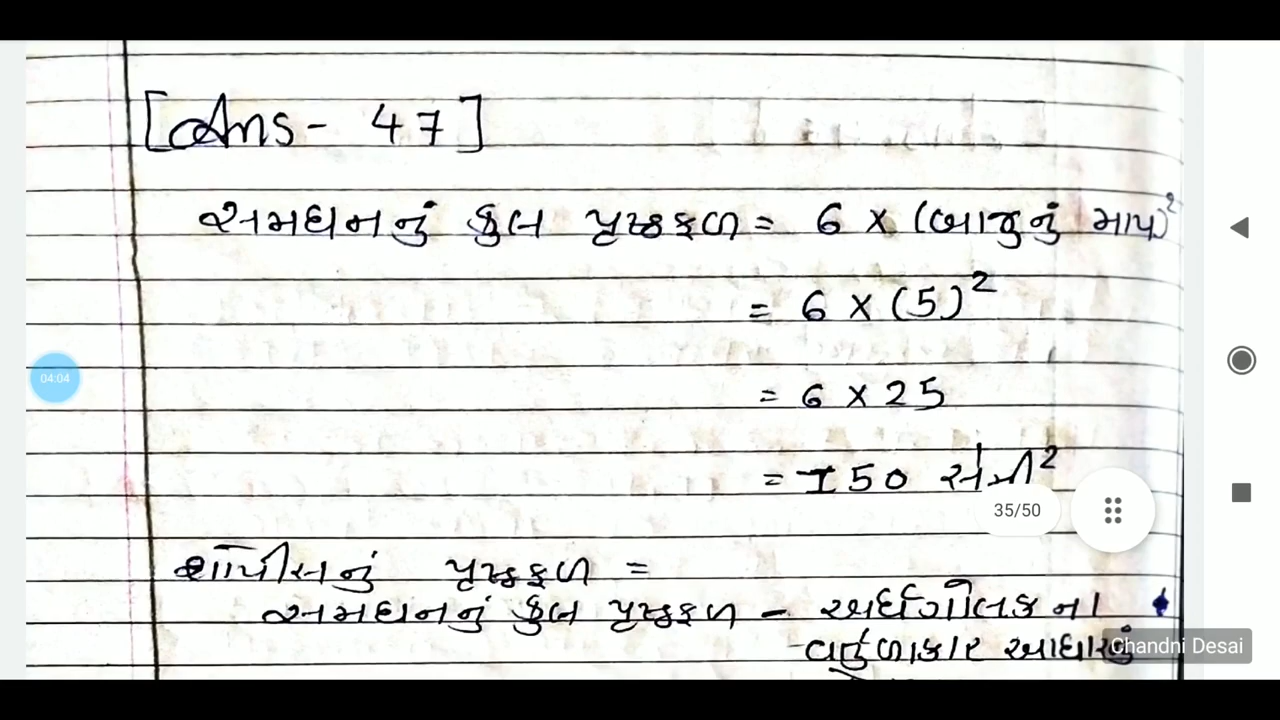 [Ans - 47]
સમઘનનું કુલ પૃષ્ઠફળ = 6 × (બાજુનું માપ)²
= 6 × (5)²
= 6 × 25
= 150 સેમી²
શૉપીસનું પૃષ્ઠફળ =
સમઘનનું કુલ પૃષ્ઠફળ - અર્ધગોલકના
વર્તુળાકાર આધારનું
04:04
35/50
Chandni Desai